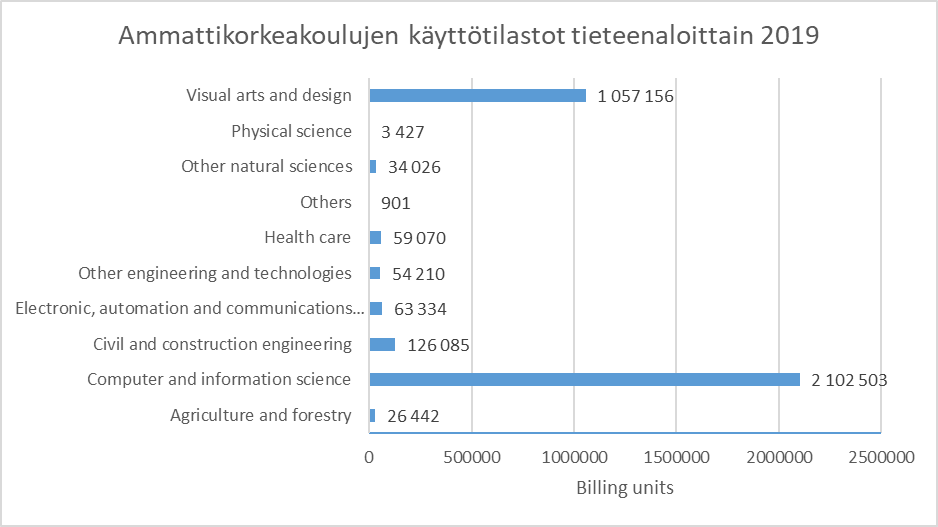 Ammattikorkeakoulujen käyttötilastot tieteenaloittain 2019
Visual arts and design 1 057 156
Physical science 3 427
Other natural sciences 34 026
Others 901
Health care 59 070
Other engineering and technologies 54 210
Electronic, automation and communications… 63 334
Civil and construction engineering 126 085
Computer and information science 2 102 503
Agriculture and forestry 26 442
0 500000 1000000 1500000 2000000 2500000
Billing units